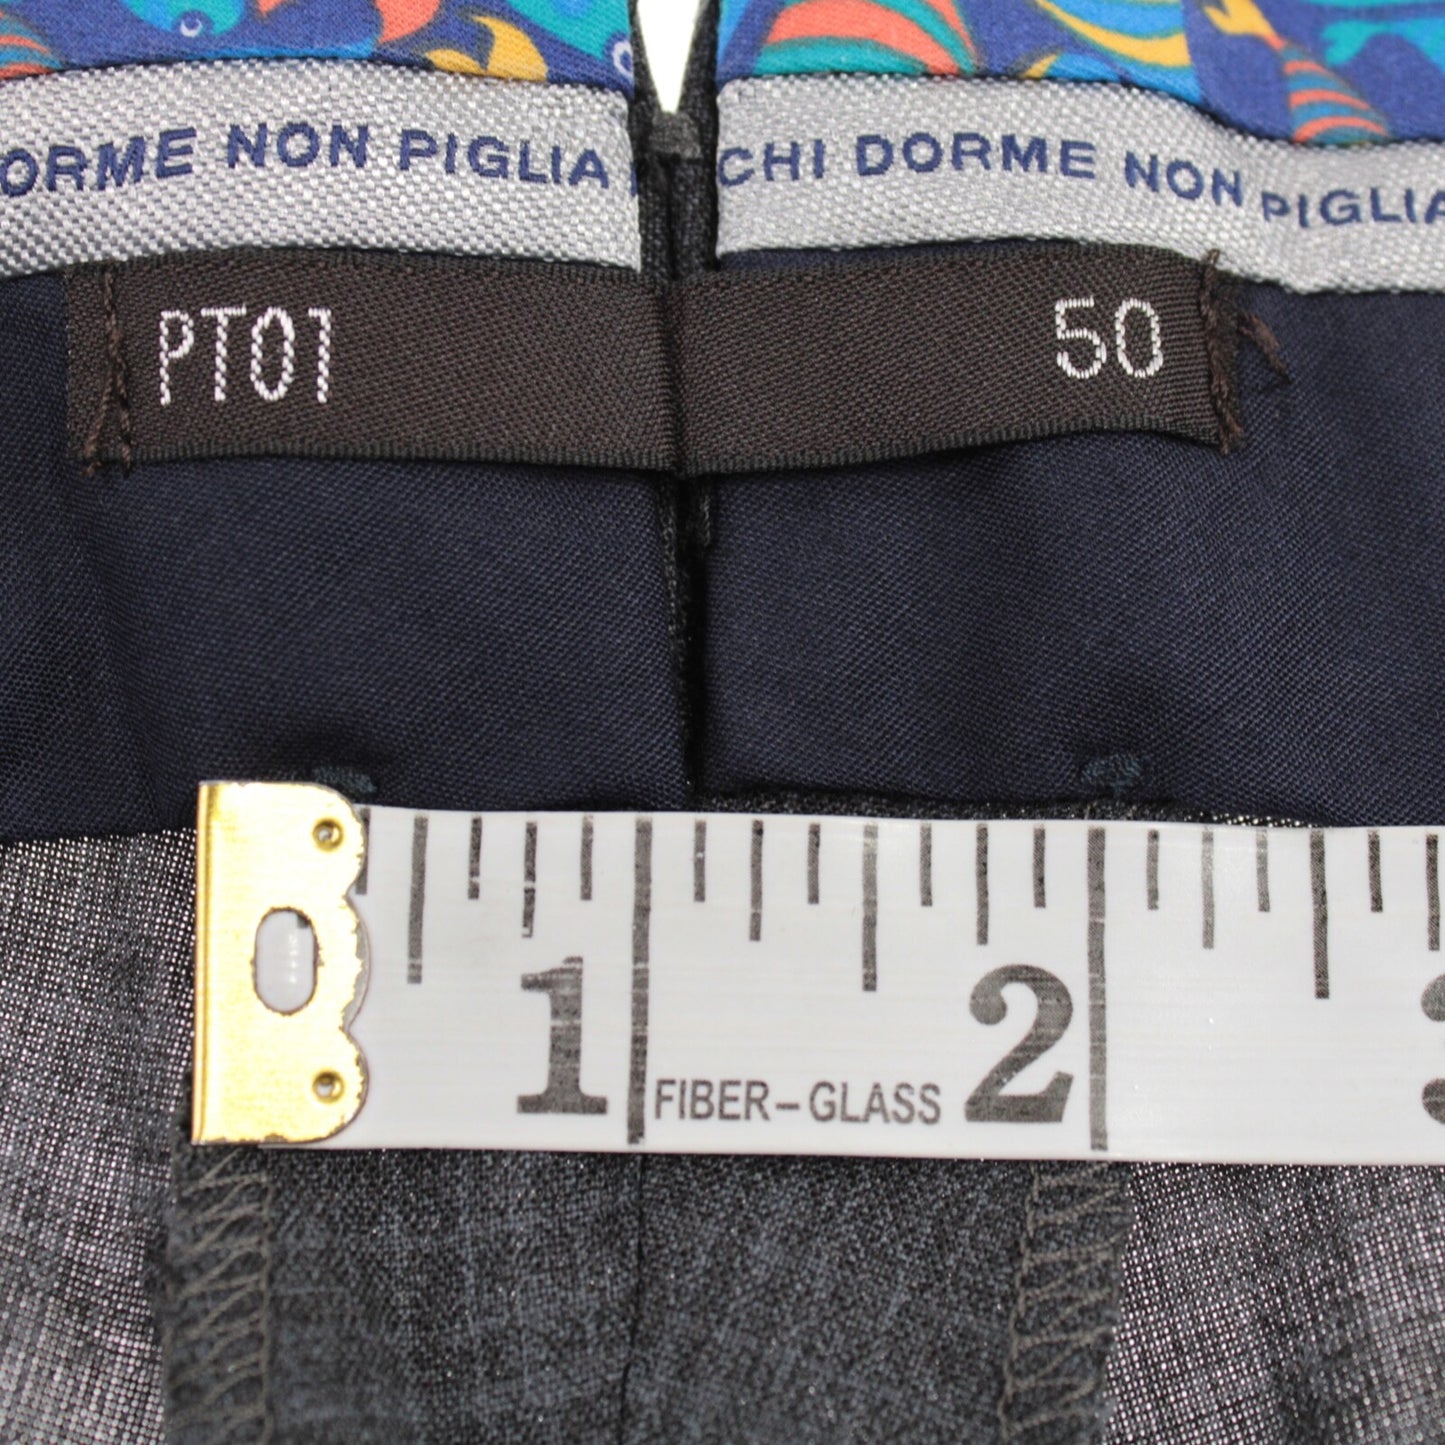 DORME NON PIGLIA CHI DORME NON PIGLIA
PT01 50
1 2
FIBER-GLASS